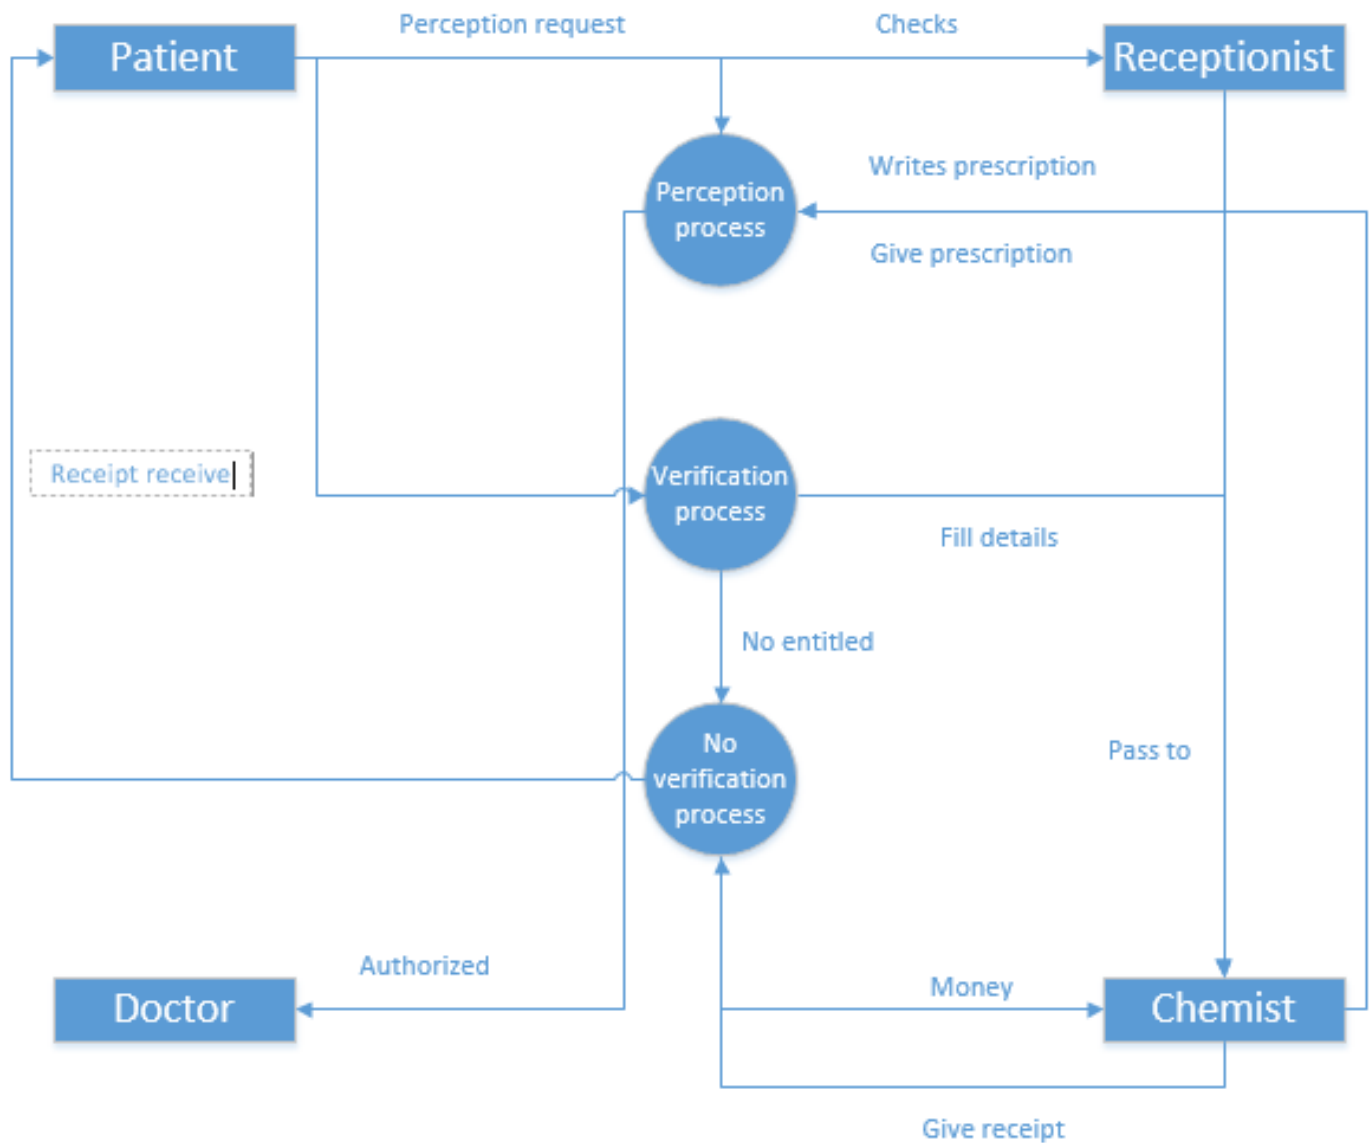 Perception request
Checks
Patient
Receptionist
Writes prescription
Perception
process
Give prescription
Receipt receive
Verification
process
Fill details
No entitled
No
verification
process
Pass to
Authorized
Money
Doctor
Chemist
Give receipt